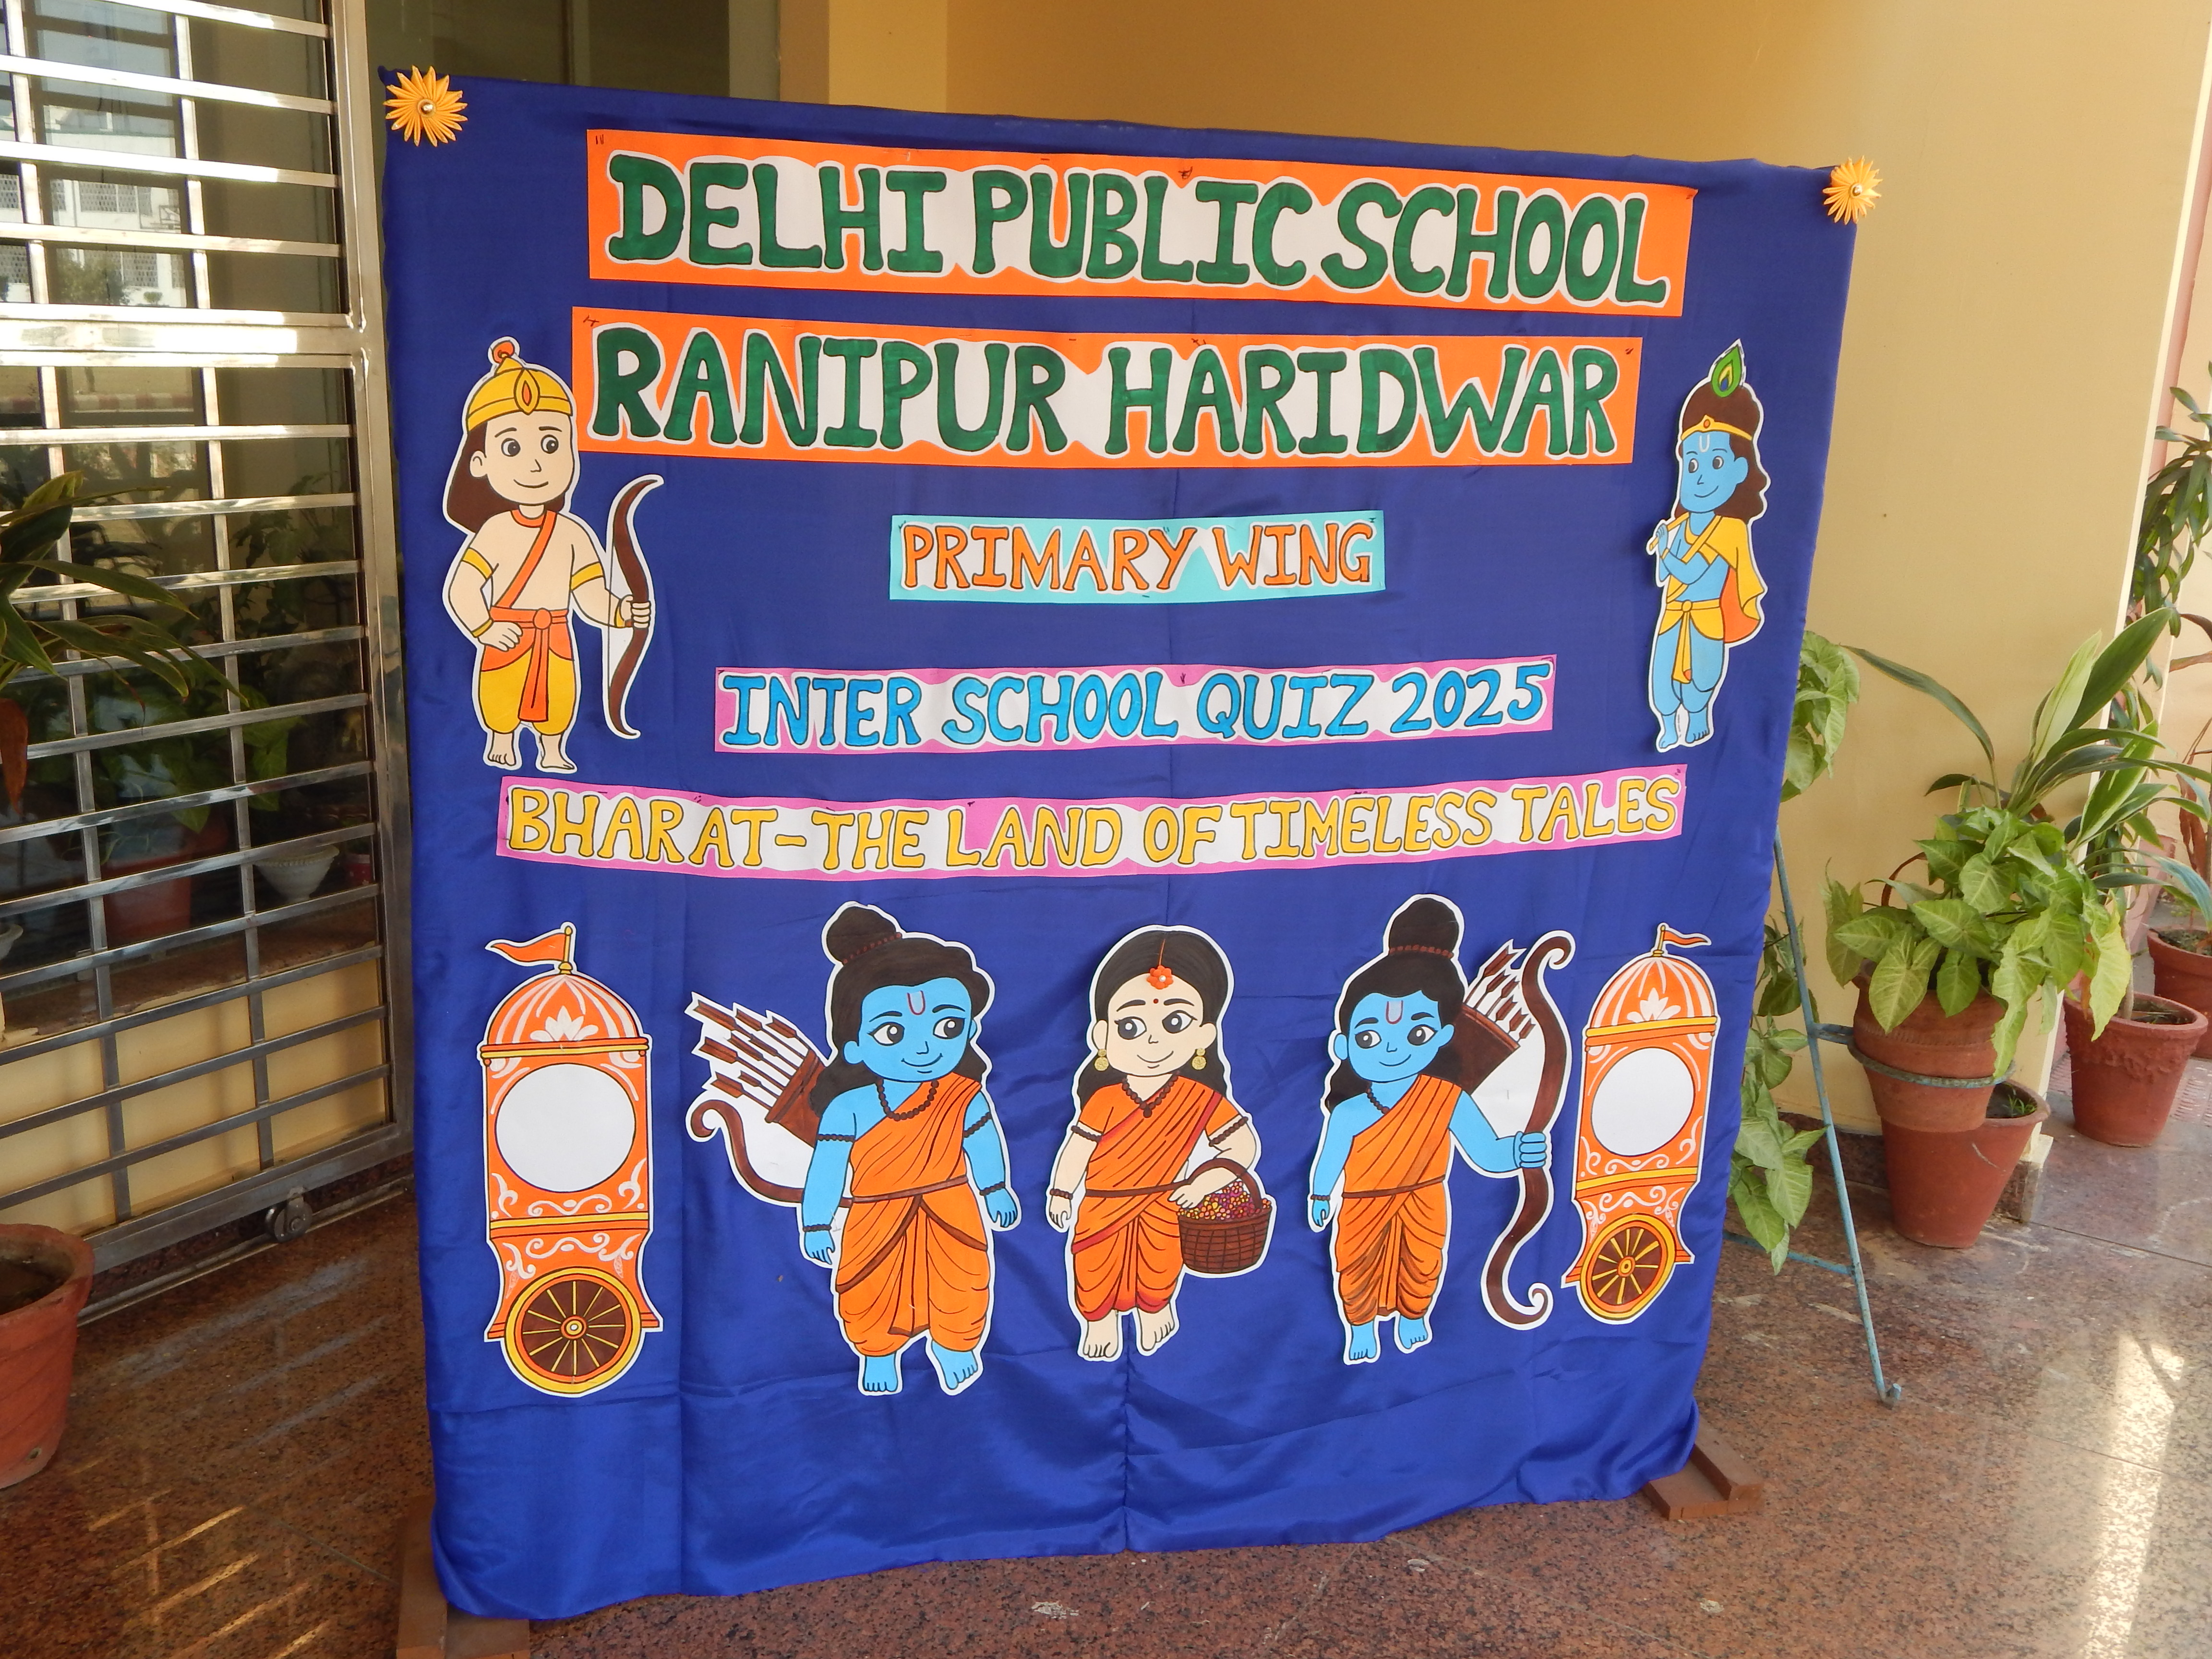 DELHI PUBLIC SCHOOL
RANIPUR HARIDWAR
PRIMARY WING
INTER SCHOOL QUIZ 2025
BHARAT-THE LAND OF TIMELESS TALES